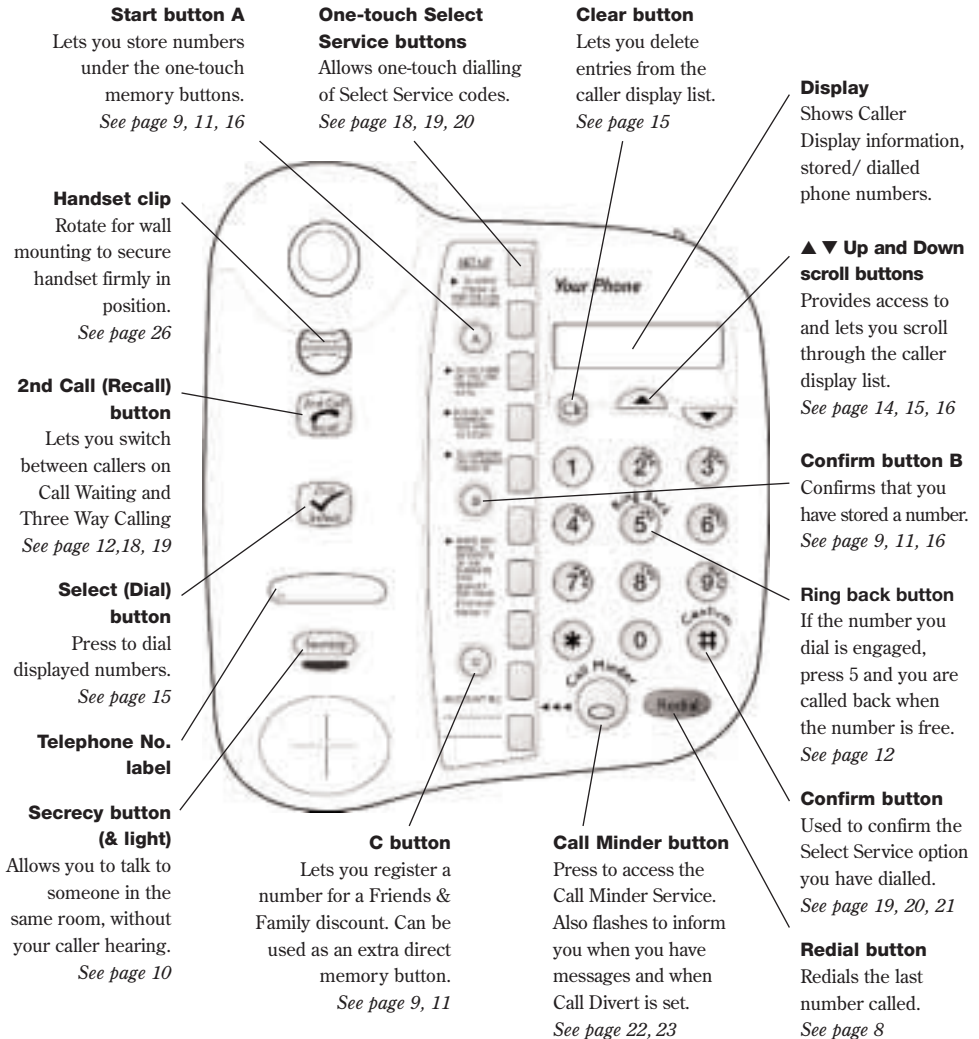 Start button A
Lets you store numbers
under the one-touch
memory buttons.
See page 9, 11, 16
One-touch Select
Service buttons
Allows one-touch dialling
of Select Service codes.
See page 18, 19, 20
Clear button
Lets you delete
entries from the
caller display list.
See page 15
Display
Shows Caller
Display information,
stored/ dialled
phone numbers.
▲ ▼ Up and Down
scroll buttons
Provides access to
and lets you scroll
through the caller
display list.
See page 14, 15, 16
Confirm button B
Confirms that you
have stored a number.
See page 9, 11, 16
Ring back button
If the number you
dial is engaged,
press 5 and you are
called back when
the number is free.
See page 12
Confirm button
Used to confirm the
Select Service option
you have dialled.
See page 19, 20, 21
Redial button
Redials the last
number called.
See page 8
Handset clip
Rotate for wall
mounting to secure
handset firmly in
position.
See page 26
2nd Call (Recall)
button
Lets you switch
between callers on
Call Waiting and
Three Way Calling
See page 12,18, 19
Select (Dial)
button
Press to dial
displayed numbers.
See page 15
Telephone No.
label
Secrecy button
(& light)
Allows you to talk to
someone in the
same room, without
your caller hearing.
See page 10
C button
Lets you register a
number for a Friends &
Family discount. Can be
used as an extra direct
memory button.
See page 9, 11
Call Minder button
Press to access the
Call Minder Service.
Also flashes to inform
you when you have
messages and when
Call Divert is set.
See page 22, 23
Your Phone
A
1
2
3
Ring Back
4
5
6
7
8
9
Confirm
*
0
#
Call Minder
Redial